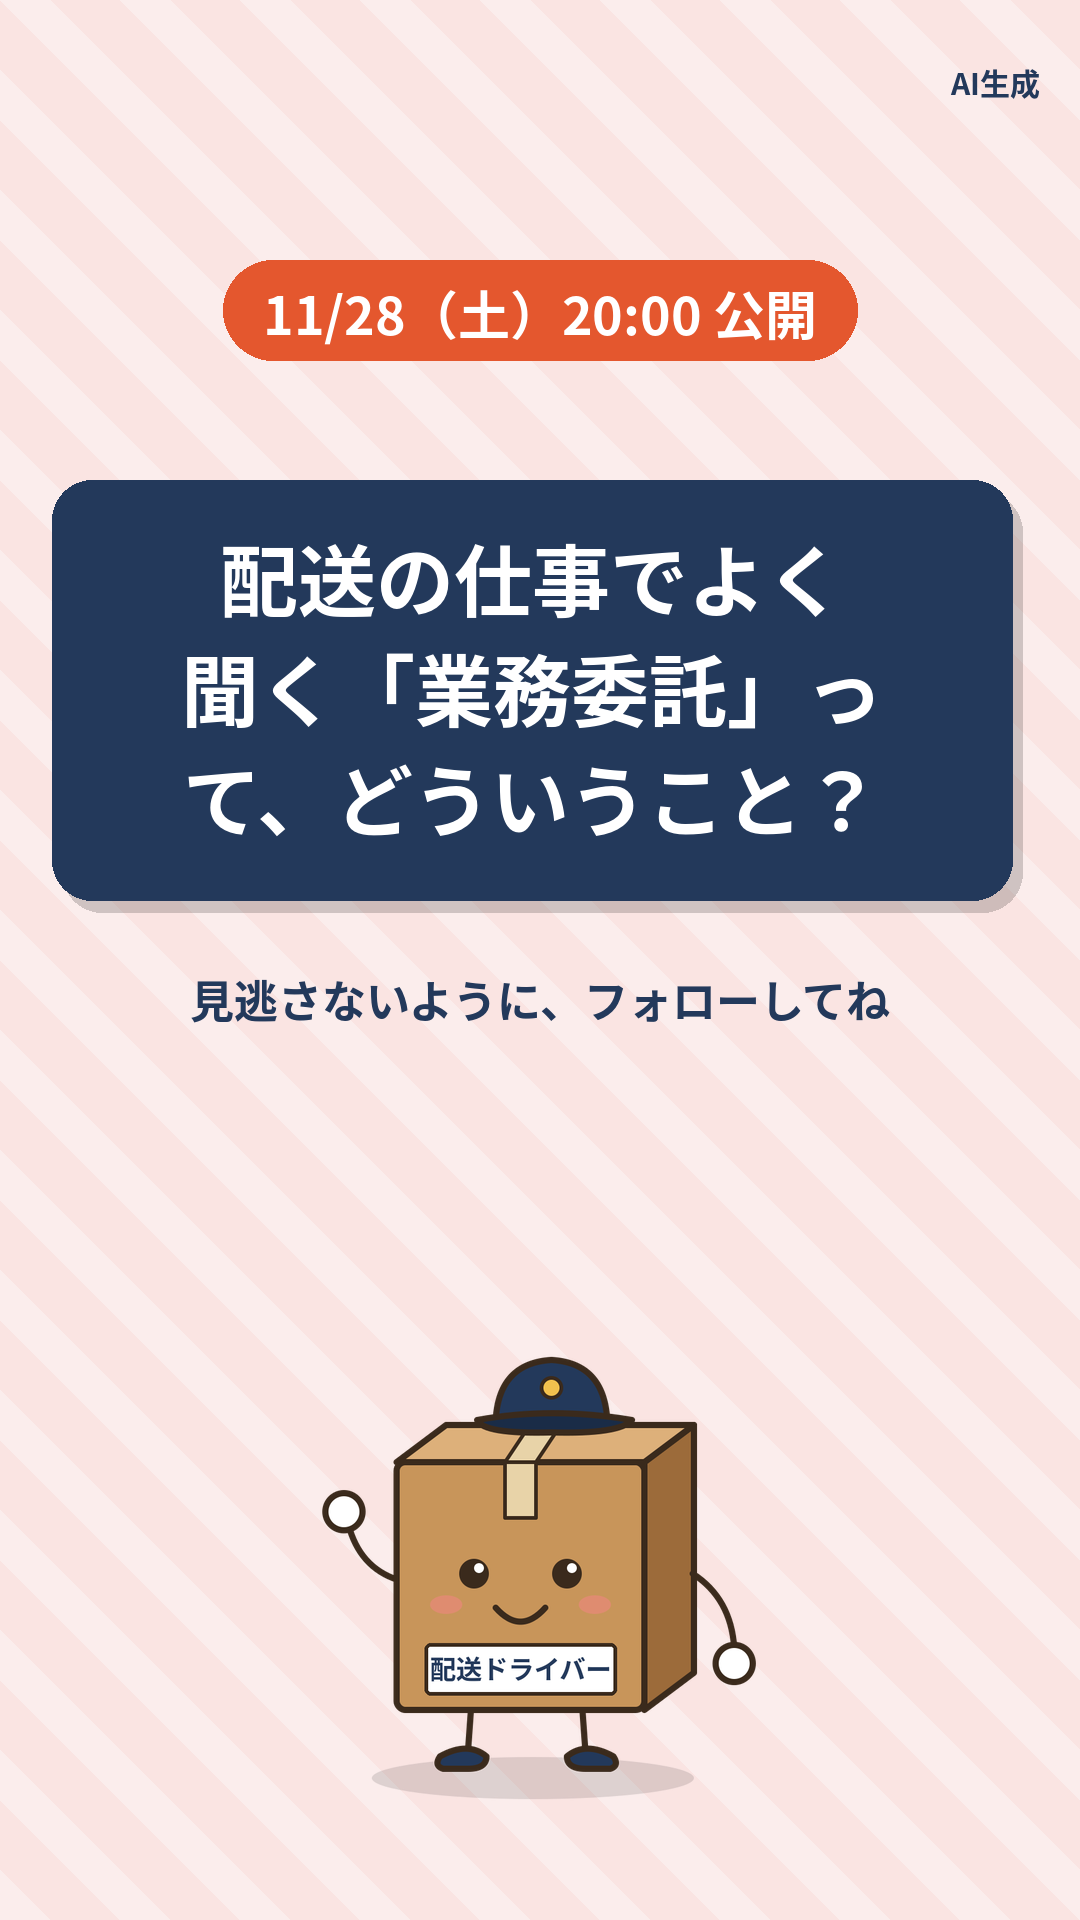 AI生成
11/28（土）20:00 公開
配送の仕事でよく
聞く「業務委託」っ
て、どういうこと？
見逃さないように、フォローしてね
配送ドライバー